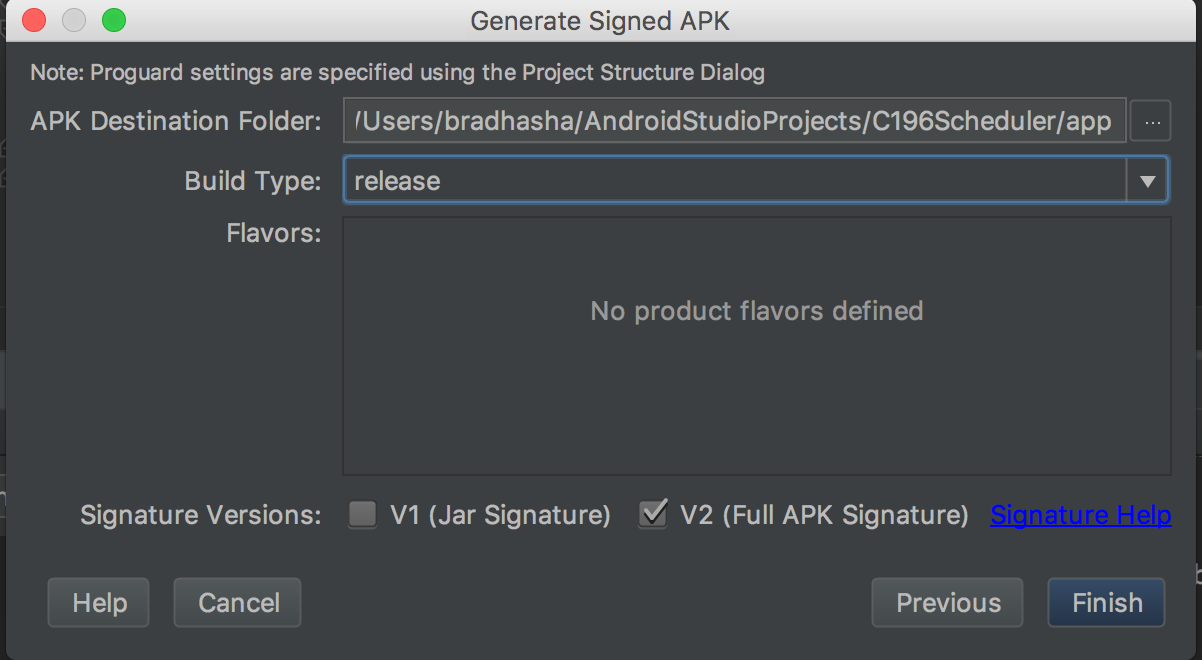 Generate Signed APK
Note: Proguard settings are specified using the Project Structure Dialog
APK Destination Folder: /Users/bradhasha/AndroidStudioProjects/C196Scheduler/app ...
Build Type: release
Flavors:
No product flavors defined
Signature Versions: V1 (Jar Signature) V2 (Full APK Signature) Signature Help
Help Cancel Previous Finish